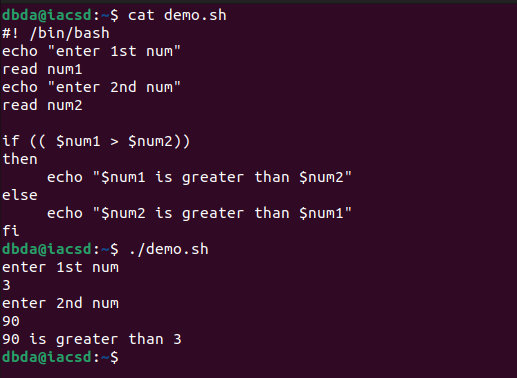 dbda@iacsd:~$ cat demo.sh
#! /bin/bash
echo "enter 1st num"
read num1
echo "enter 2nd num"
read num2

if (( $num1 > $num2))
then
     echo "$num1 is greater than $num2"
else
     echo "$num2 is greater than $num1"
fi
dbda@iacsd:~$ ./demo.sh
enter 1st num
3
enter 2nd num
90
90 is greater than 3
dbda@iacsd:~$